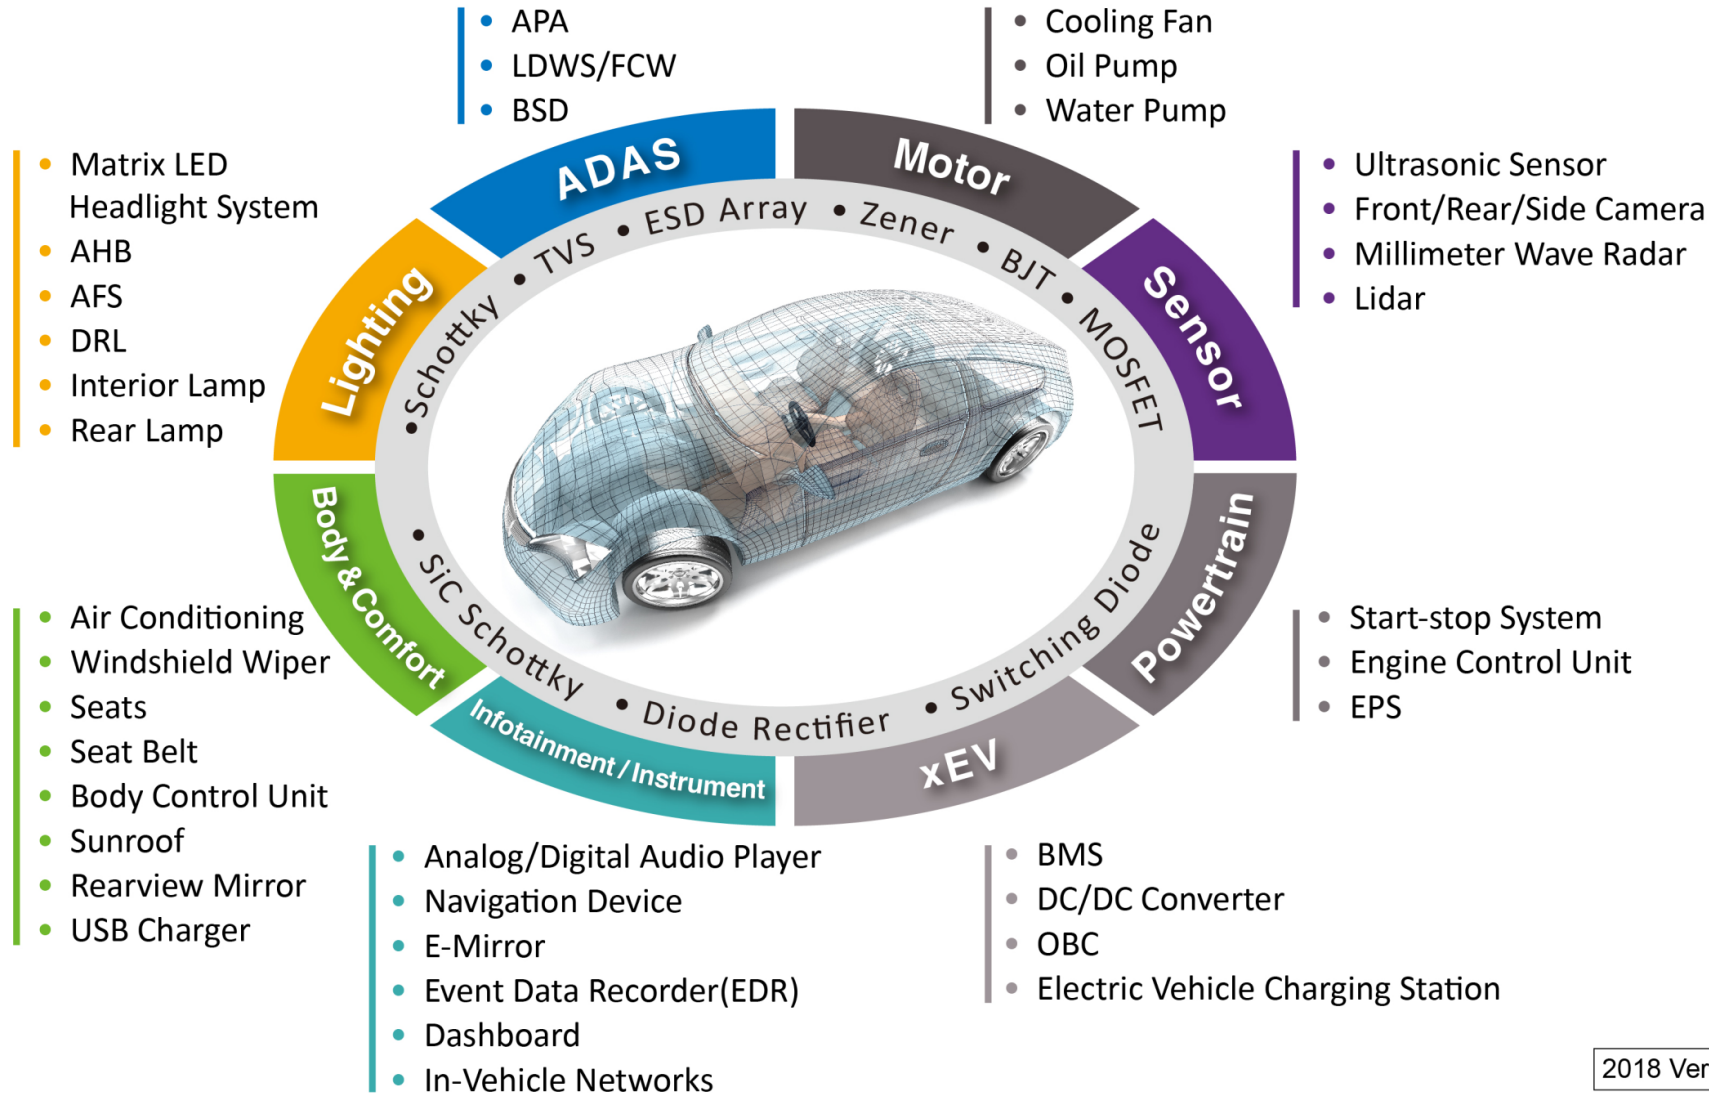 APA
LDWS/FCW
BSD
Cooling Fan
Oil Pump
Water Pump
ADAS
Motor
Matrix LED
Headlight System
AHB
AFS
DRL
Interior Lamp
Rear Lamp
Lighting
Sensor
Ultrasonic Sensor
Front/Rear/Side Camera
Millimeter Wave Radar
Lidar
• Schottky • TVS • ESD Array • Zener • BJT • MOSFET
• SiC Schottky • Diode Rectifier • Switching Diode
Body & Comfort
Powertrain
Air Conditioning
Windshield Wiper
Seats
Seat Belt
Body Control Unit
Sunroof
Rearview Mirror
USB Charger
Start-stop System
Engine Control Unit
EPS
Infotainment / Instrument
xEV
Analog/Digital Audio Player
Navigation Device
E-Mirror
Event Data Recorder(EDR)
Dashboard
In-Vehicle Networks
BMS
DC/DC Converter
OBC
Electric Vehicle Charging Station
2018 Ver